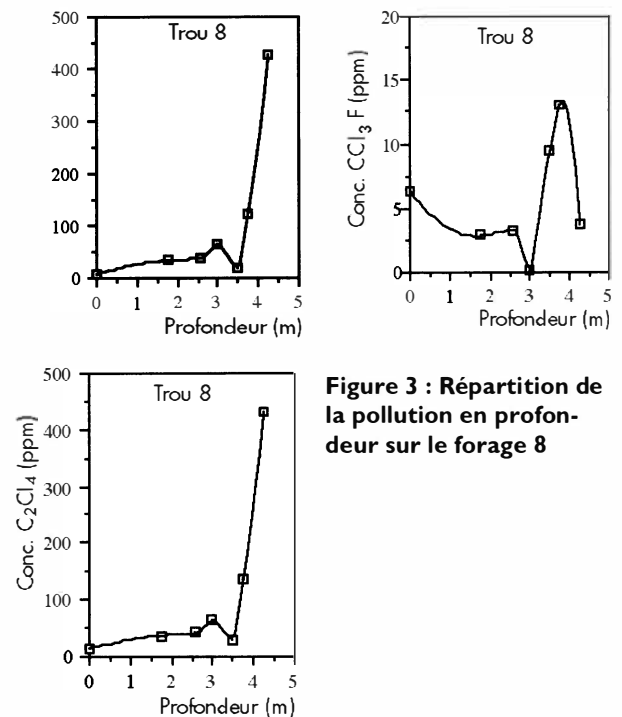 Trou 8
500
400
300
200
100
0
0 1 2 3 4 5
Profondeur (m)
Trou 8
Conc. CCl3 F (ppm)
20
15
10
5
0
0 1 2 3 4 5
Profondeur (m)
Trou 8
Conc. C2Cl4 (ppm)
500
400
300
200
100
0
0 1 2 3 4 5
Profondeur (m)
Figure 3 : Répartition de
la pollution en profon-
deur sur le forage 8